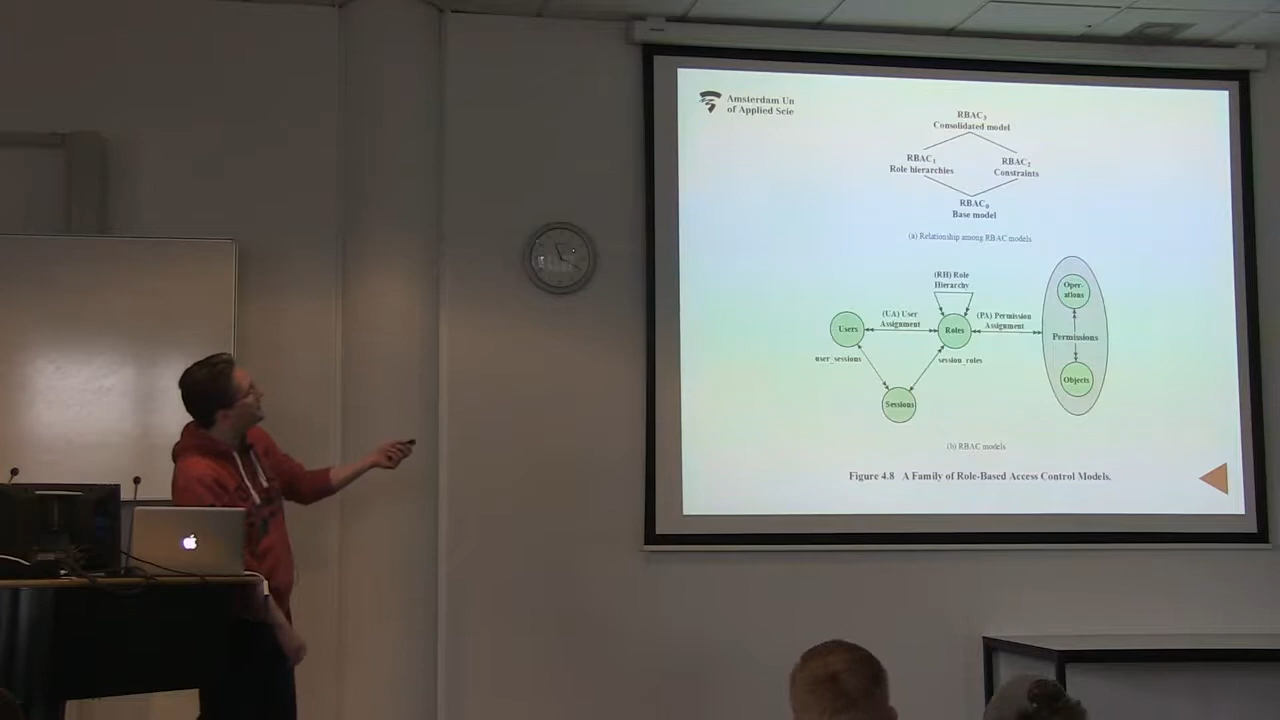 Amsterdam Un
of Applied Scie
RBAC₃
Consolidated model
RBAC₁
Role hierarchies
RBAC₂
Constraints
RBAC₀
Base model
(a) Relationship among RBAC models
(RH) Role
Hierarchy
Oper-
ations
Users
(UA) User
Assignment
Roles
(PA) Permission
Assignment
Permissions
user_sessions
session_roles
Objects
Sessions
(b) RBAC models
Figure 4.8 A Family of Role-Based Access Control Models.